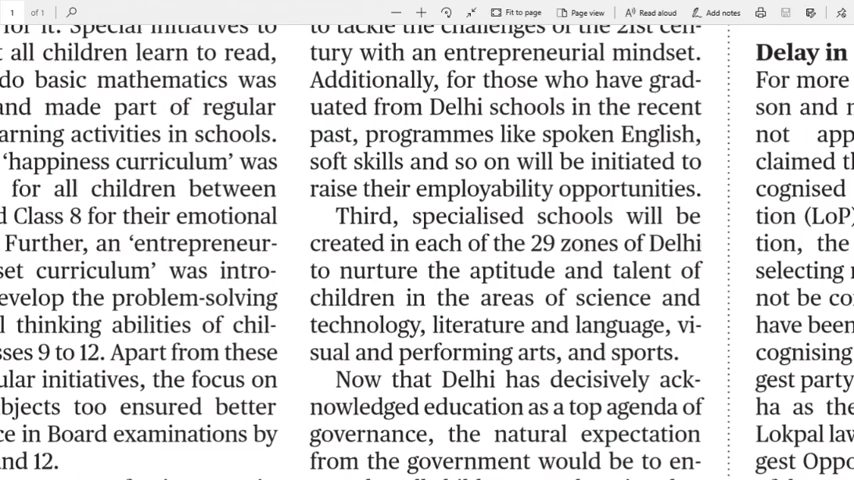 1 of 1 Fit to page Page view Read aloud Add notes
for it. Special initiatives to
t all children learn to read,
do basic mathematics was
and made part of regular
arning activities in schools.
'happiness curriculum' was
for all children between
d Class 8 for their emotional
Further, an 'entrepreneur-
set curriculum' was intro-
evelop the problem-solving
l thinking abilities of chil-
sses 9 to 12. Apart from these
ular initiatives, the focus on
bjects too ensured better
ce in Board examinations by
nd 12.
to tackle the challenges of the 21st cen-
tury with an entrepreneurial mindset.
Additionally, for those who have grad-
uated from Delhi schools in the recent
past, programmes like spoken English,
soft skills and so on will be initiated to
raise their employability opportunities.
Third, specialised schools will be
created in each of the 29 zones of Delhi
to nurture the aptitude and talent of
children in the areas of science and
technology, literature and language, vi-
sual and performing arts, and sports.
Now that Delhi has decisively ack-
nowledged education as a top agenda of
governance, the natural expectation
from the government would be to en-
Delay in
For more
son and
not app
claimed th
cognised
tion (LoP)
tion, the
selecting
not be co
have been
cognising
gest party
ha as the
Lokpal law
gest Oppo